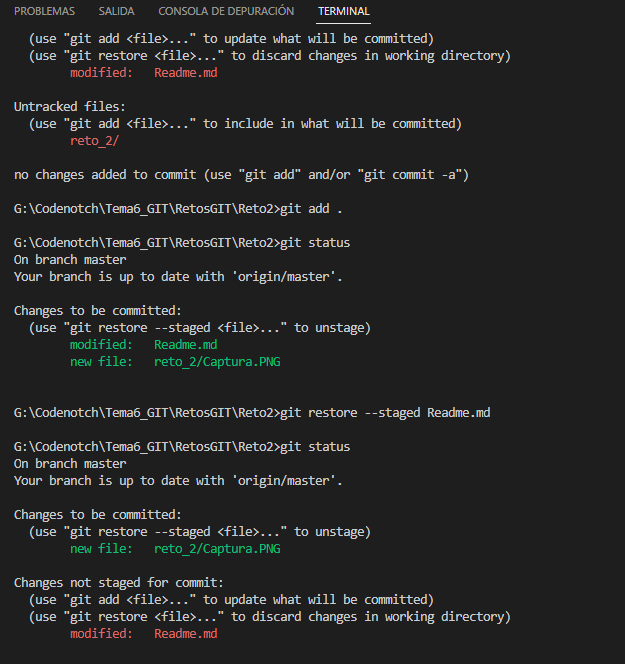 PROBLEMAS SALIDA CONSOLA DE DEPURACIÓN TERMINAL
(use "git add <file>..." to update what will be committed)
(use "git restore <file>..." to discard changes in working directory)
modified: Readme.md
Untracked files:
(use "git add <file>..." to include in what will be committed)
reto_2/
no changes added to commit (use "git add" and/or "git commit -a")
G:\Codenotch\Tema6_GIT\RetosGIT\Reto2>git add .
G:\Codenotch\Tema6_GIT\RetosGIT\Reto2>git status
On branch master
Your branch is up to date with 'origin/master'.
Changes to be committed:
(use "git restore --staged <file>..." to unstage)
modified: Readme.md
new file: reto_2/Captura.PNG
G:\Codenotch\Tema6_GIT\RetosGIT\Reto2>git restore --staged Readme.md
G:\Codenotch\Tema6_GIT\RetosGIT\Reto2>git status
On branch master
Your branch is up to date with 'origin/master'.
Changes to be committed:
(use "git restore --staged <file>..." to unstage)
new file: reto_2/Captura.PNG
Changes not staged for commit:
(use "git add <file>..." to update what will be committed)
(use "git restore <file>..." to discard changes in working directory)
modified: Readme.md